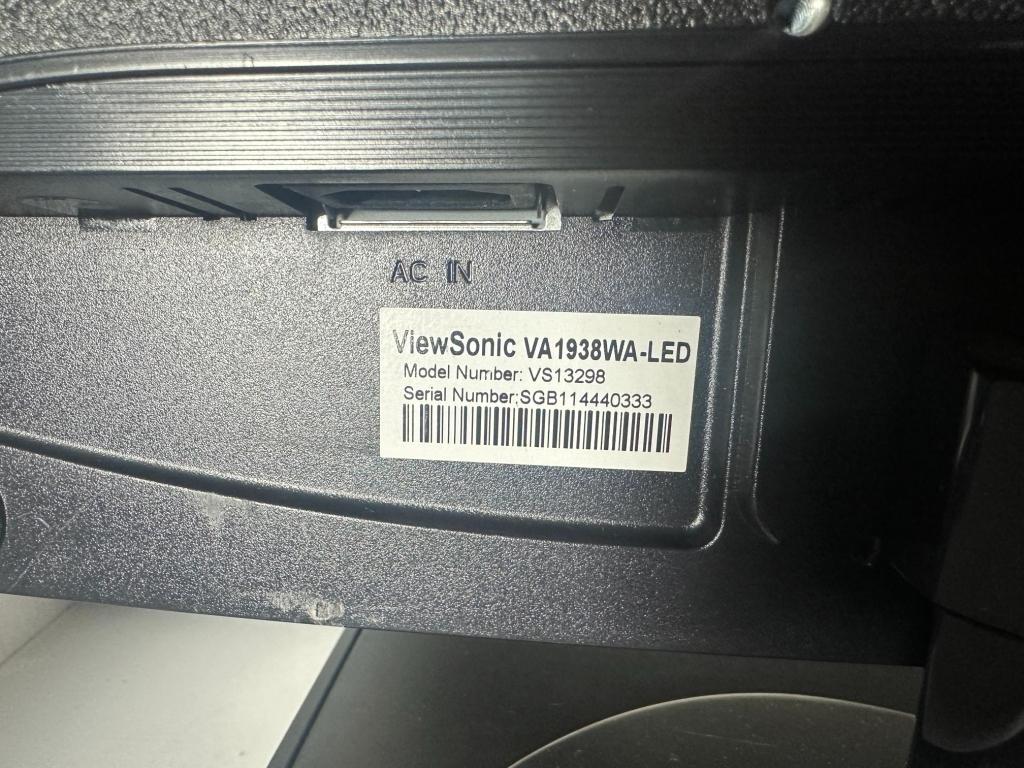 AC IN
ViewSonic VA1938WA-LED
Model Number: VS13298
Serial Number:SGB114440333